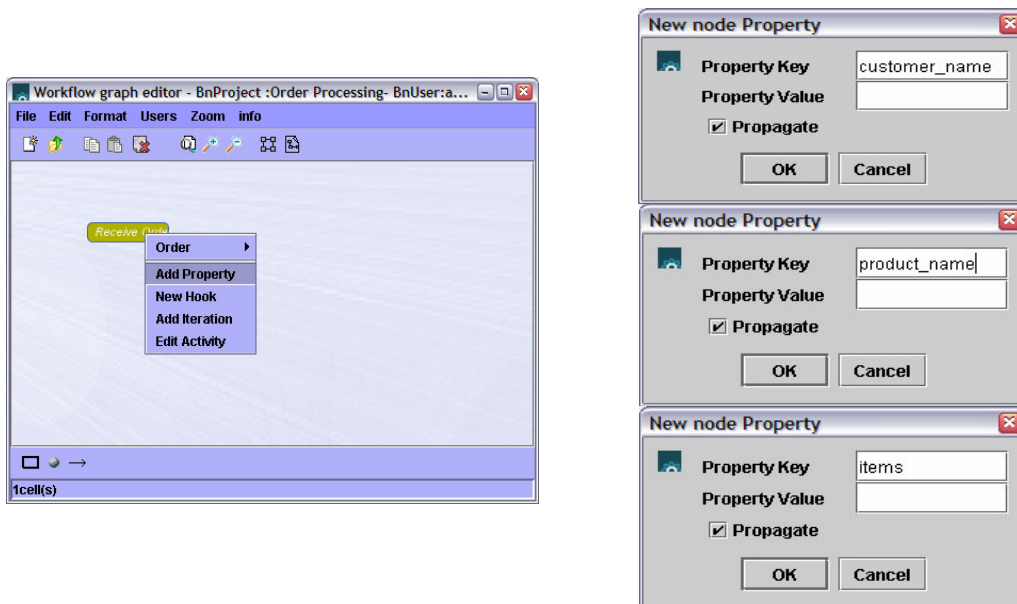 Workflow graph editor - BnProject :Order Processing- BnUser:a...
File Edit Format Users Zoom info
Receive Orde
Order
Add Property
New Hook
Add Iteration
Edit Activity
1cell(s)
New node Property
Property Key customer_name
Property Value
Propagate
OK Cancel
New node Property
Property Key product_name
Property Value
Propagate
OK Cancel
New node Property
Property Key items
Property Value
Propagate
OK Cancel